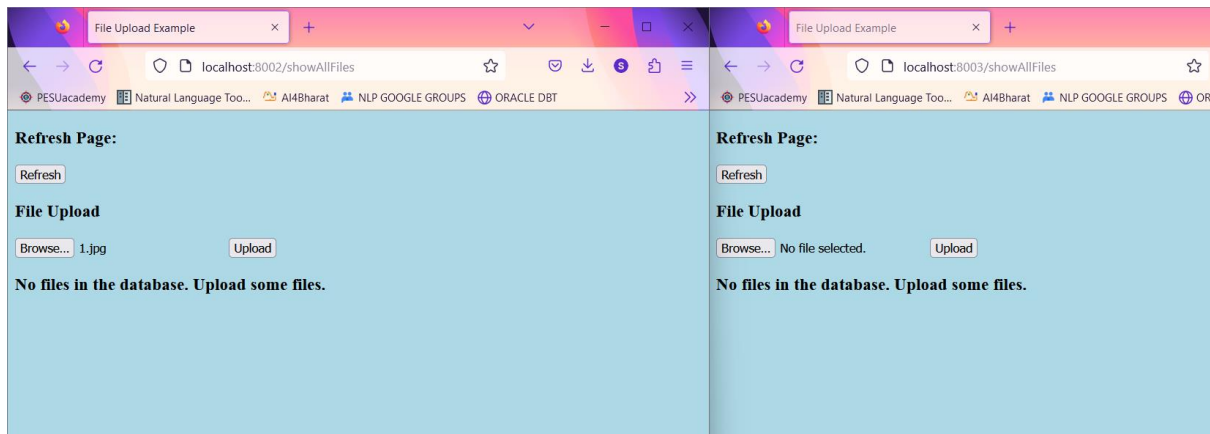 File Upload Example
localhost:8002/showAllFiles
S
PESUacademy Natural Language Too... AI4Bharat NLP GOOGLE GROUPS ORACLE DBT
Refresh Page:
Refresh
File Upload
Browse... 1.jpg Upload
No files in the database. Upload some files.
File Upload Example
localhost:8003/showAllFiles
PESUacademy Natural Language Too... AI4Bharat NLP GOOGLE GROUPS OR
Refresh Page:
Refresh
File Upload
Browse... No file selected. Upload
No files in the database. Upload some files.